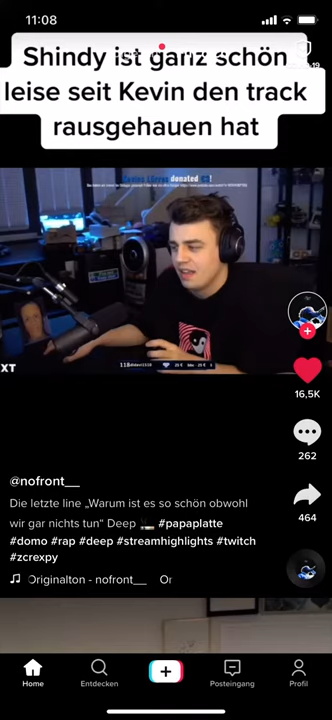 11:08
Shindy ist ganz schön
leise seit Kevin den track
rausgehauen hat
donated
XT
16,5K
262
464
@nofront__
Die letzte line „Warum ist es so schön obwohl
wir gar nichts tun“ Deep #papaplatte
#domo #rap #deep #streamhighlights #twitch
#zcrexpy
Originalton - nofront__ Or
Home
Entdecken
Posteingang
Profil